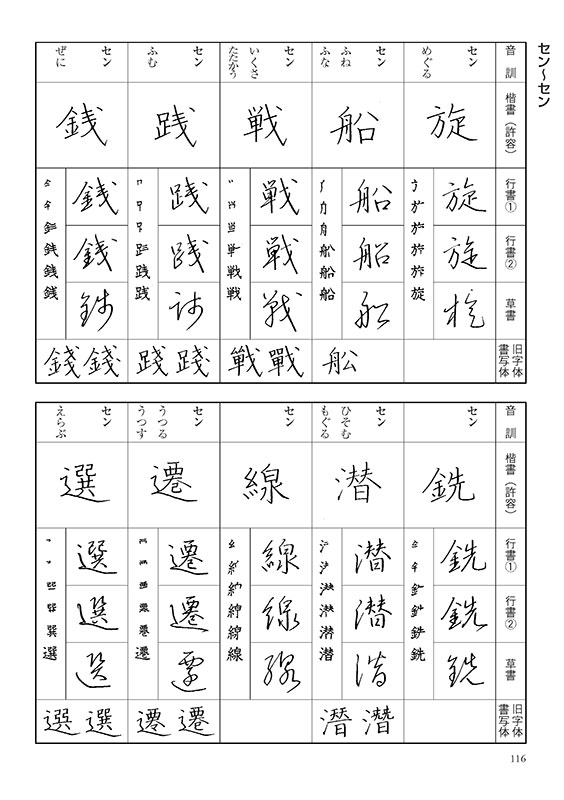 セン〜セン
音 訓
楷書（許容）
行書①
行書②
草書
旧字体
書写体
セン
めぐる
旋
旋
旋
旋
セン
ふね
ふな
船
船
船
船
舩
セン
いくさ
たたかう
戦
戦
戦
戦
戰
セン
ふむ
践
践
践
践
踐 踐
セン
ぜに
銭
銭
銭
銭
錢 錢
音 訓
楷書（許容）
行書①
行書②
草書
旧字体
書写体
セン
銑
銑
銑
銑
セン
ひそむ
もぐる
潜
潜
潜
潜
潛
セン
線
線
線
線
セン
うつる
うつす
遷
遷
遷
遷
遷 遷
セン
えらぶ
選
選
選
選
選 選
116